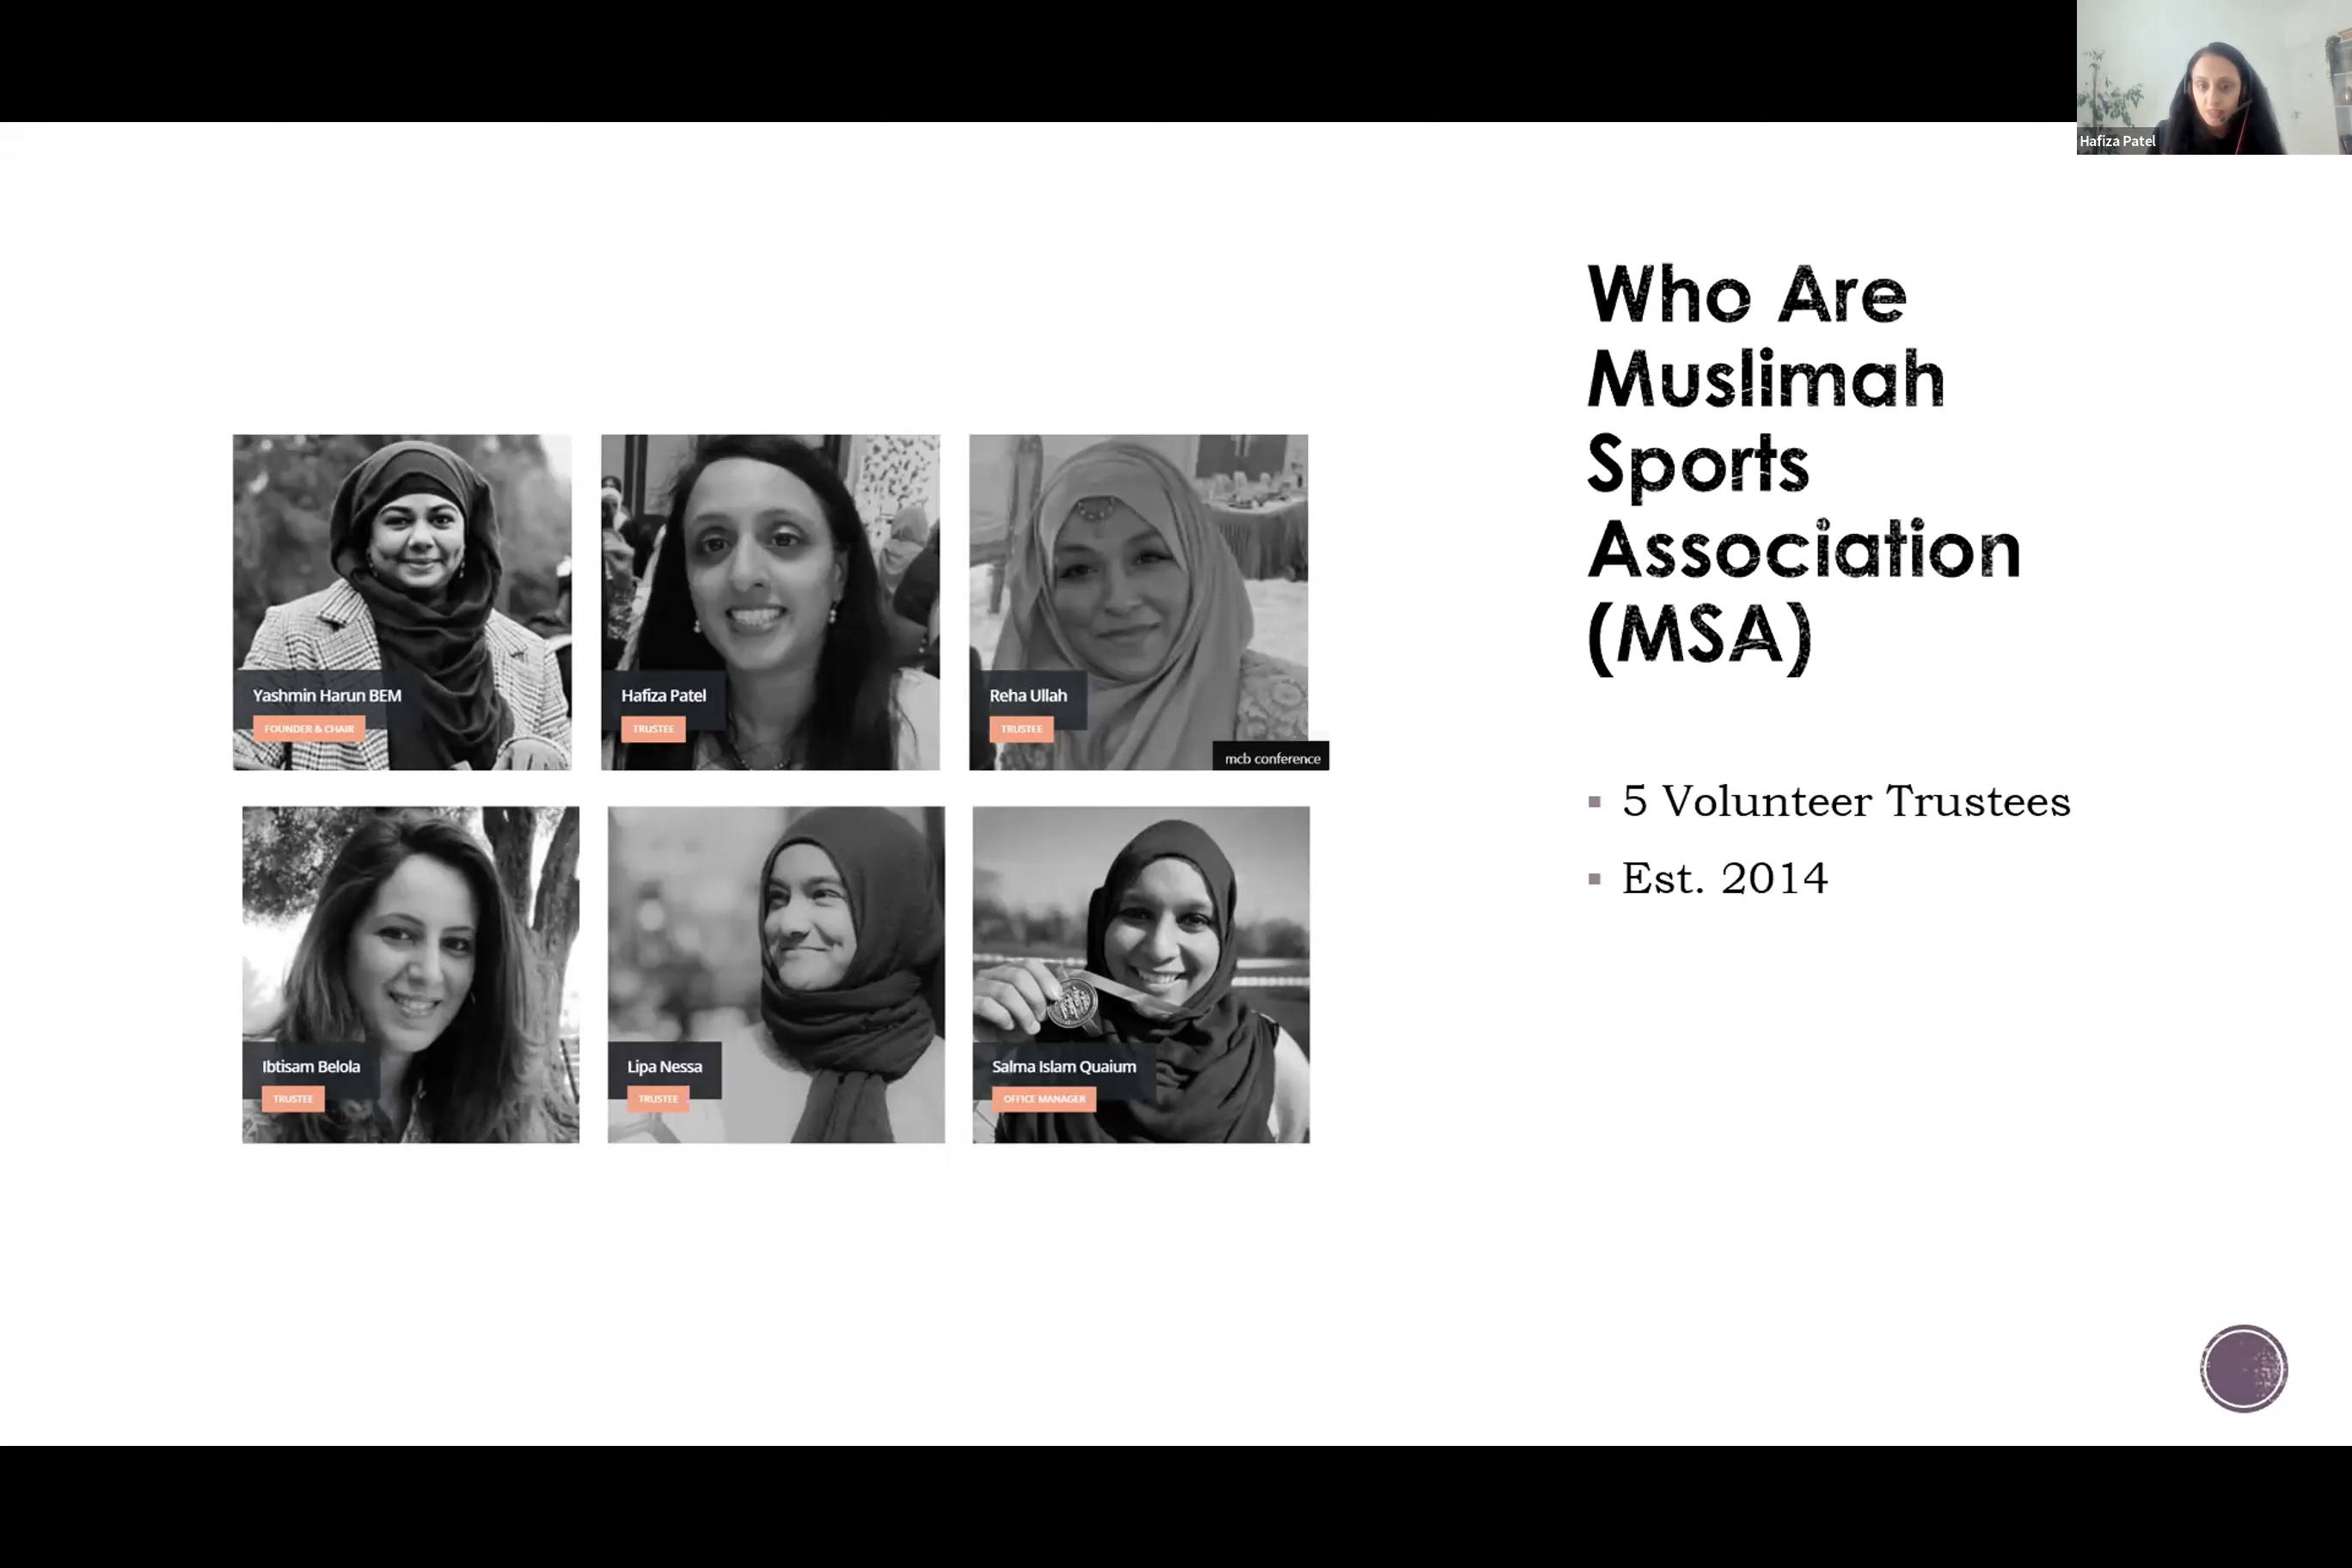 Hafiza Patel
Who Are
Muslimah
Sports
Association
(MSA)
5 Volunteer Trustees
Est. 2014
Yashmin Harun BEM
FOUNDER & CHAIR
Hafiza Patel
TRUSTEE
Reha Ullah
TRUSTEE
mcb conference
Ibtisam Belola
TRUSTEE
Lipa Nessa
TRUSTEE
Salma Islam Quaium
OFFICE MANAGER